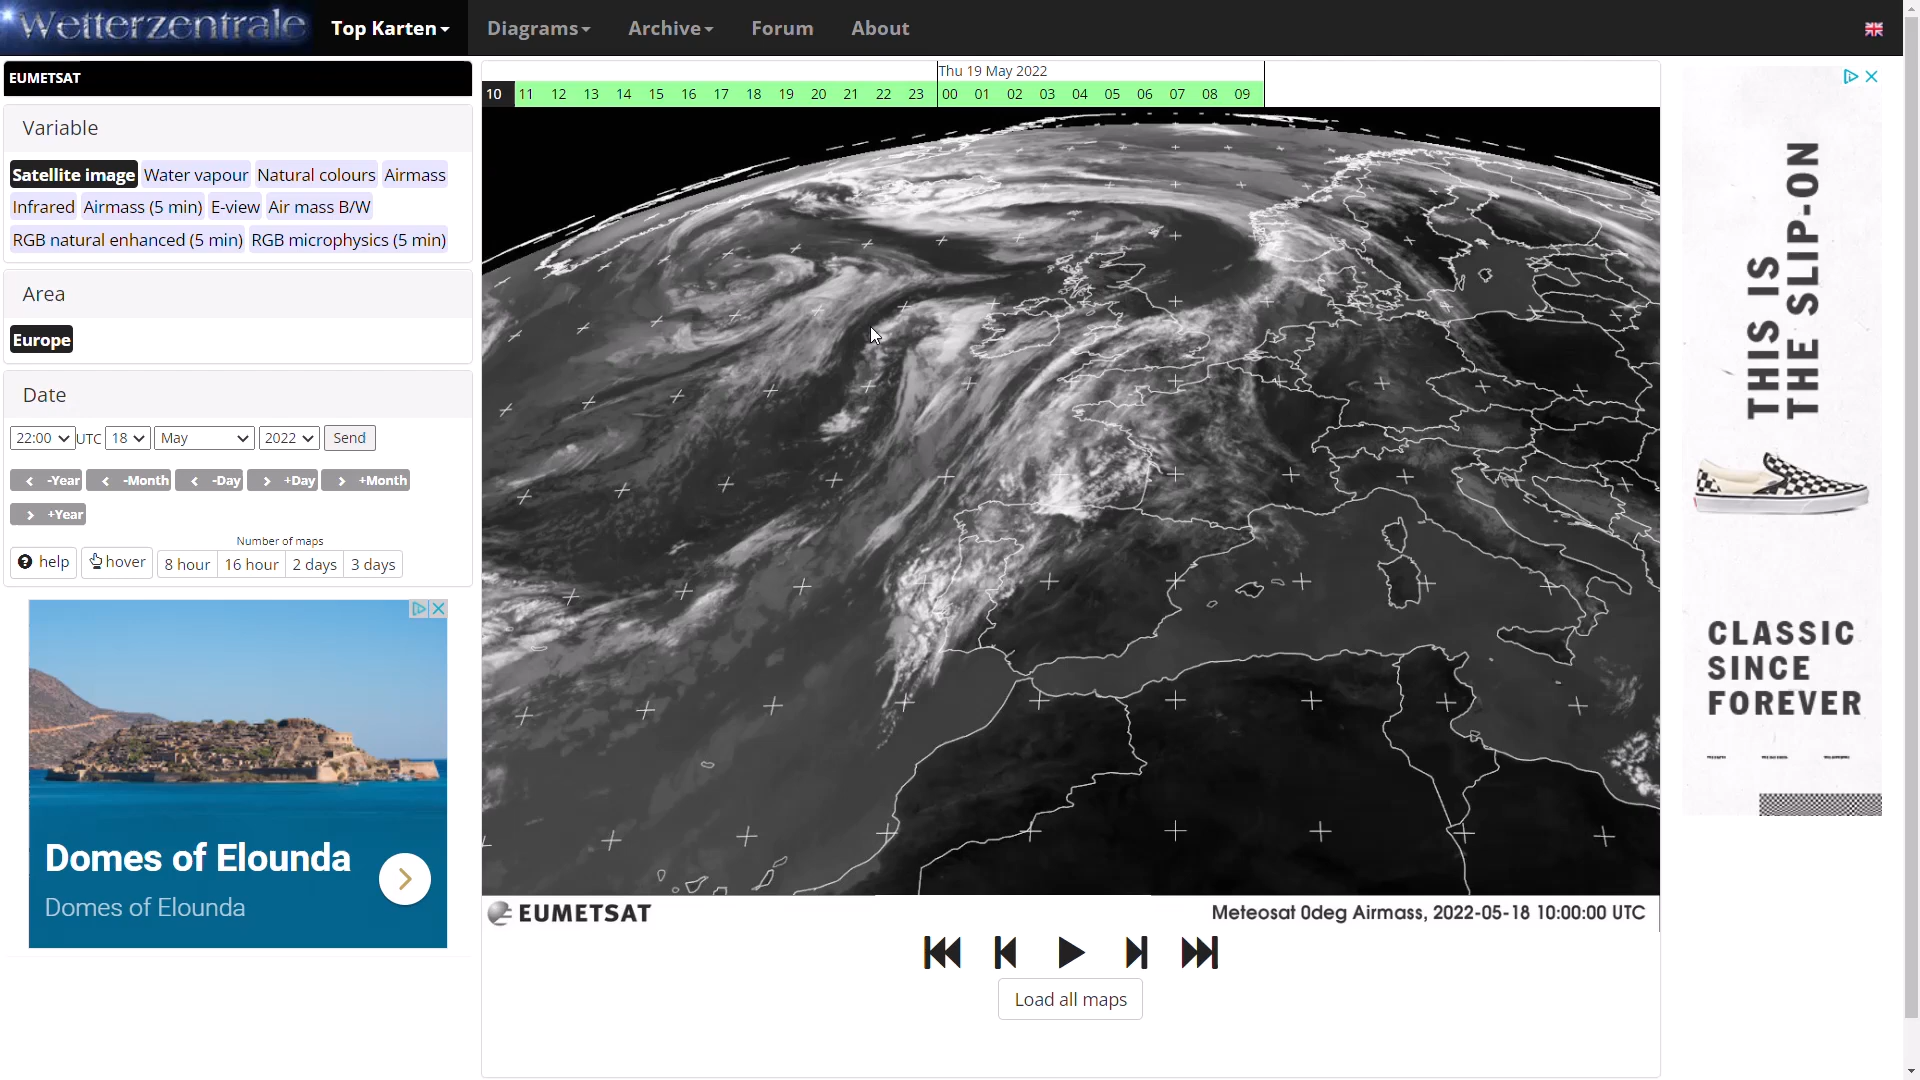 Wetterzentrale Top Karten Diagrams Archive Forum About
EUMETSAT
Variable
Satellite image Water vapour Natural colours Airmass
Infrared Airmass (5 min) E-view Air mass B/W
RGB natural enhanced (5 min) RGB microphysics (5 min)
Area
Europe
Date
22:00 UTC 18 May 2022 Send
-Year -Month -Day +Day +Month
+Year
Number of maps
help hover 8 hour 16 hour 2 days 3 days
Domes of Elounda
Domes of Elounda
Thu 19 May 2022
10 11 12 13 14 15 16 17 18 19 20 21 22 23 00 01 02 03 04 05 06 07 08 09
EUMETSAT Meteosat 0deg Airmass, 2022-05-18 10:00:00 UTC
Load all maps
THIS IS
THE SLIP-ON
CLASSIC
SINCE
FOREVER